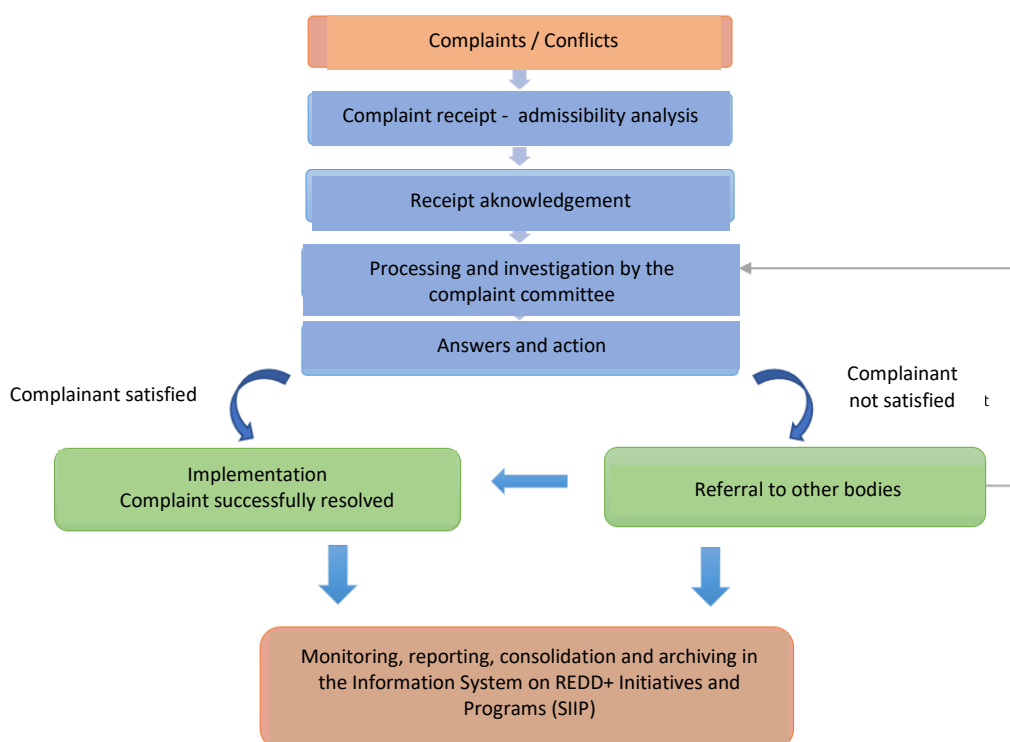 Complaints / Conflicts
Complaint receipt - admissibility analysis
Receipt aknowledgement
Processing and investigation by the
complaint committee
Answers and action
Complainant satisfied
Complainant
not satisfied
t
Implementation
Complaint successfully resolved
Referral to other bodies
Monitoring, reporting, consolidation and archiving in
the Information System on REDD+ Initiatives and
Programs (SIIP)